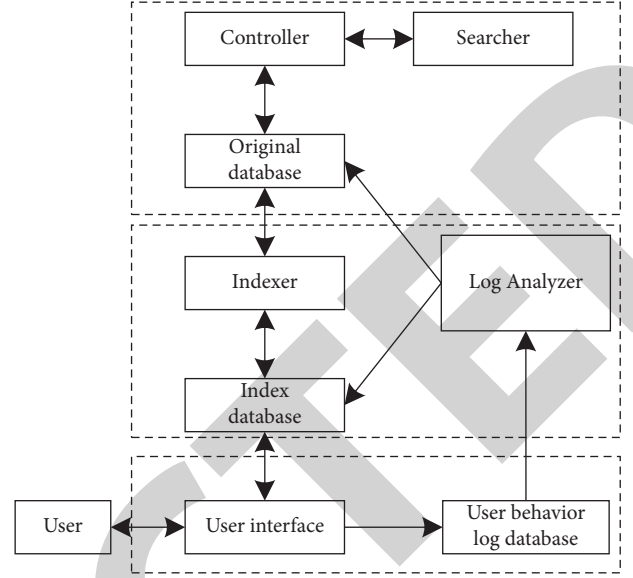 Controller
Searcher
Original
database
Indexer
Log Analyzer
Index
database
User
User interface
User behavior
log database